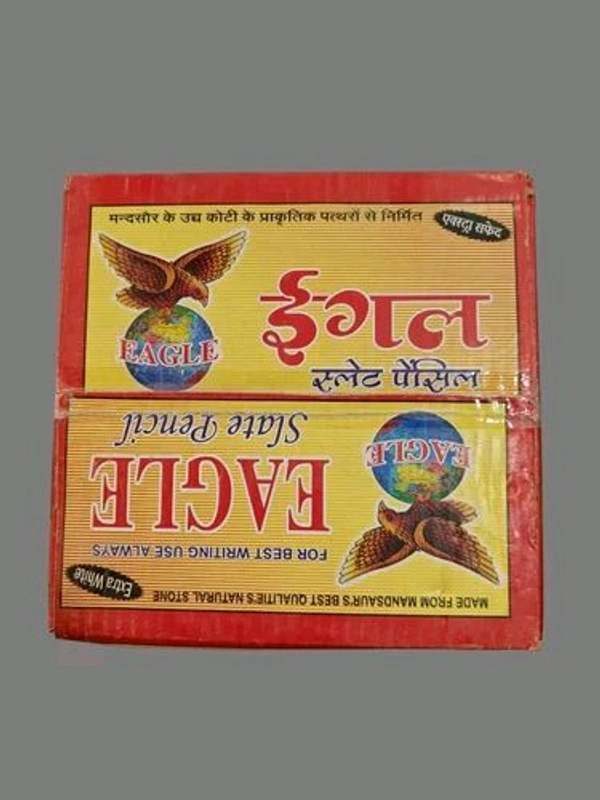 मन्दसौर के उच्च कोटी के प्राकृतिक पत्थरों से निर्मित
एक्स्ट्रा सफेद
EAGLE
ईगल
स्लेट पेंसिल
MADE FROM MANDSAUR'S BEST QUALITIE'S NATURAL STONE
Extra White
FOR BEST WRITING USE ALWAYS
EAGLE
Slate Pencil
EAGLE